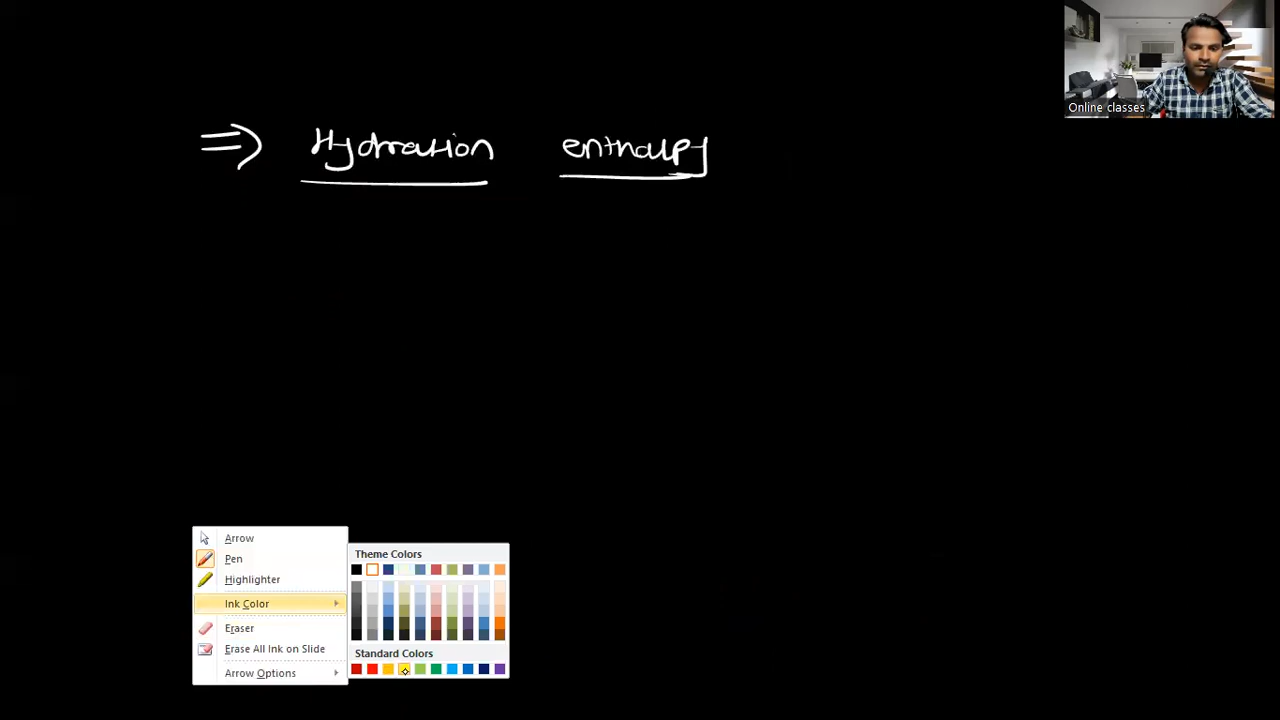 Online classes
⇒ Hydration enthalpy
Arrow
Pen
Highlighter
Ink Color
Eraser
Erase All Ink on Slide
Arrow Options
Theme Colors
Standard Colors